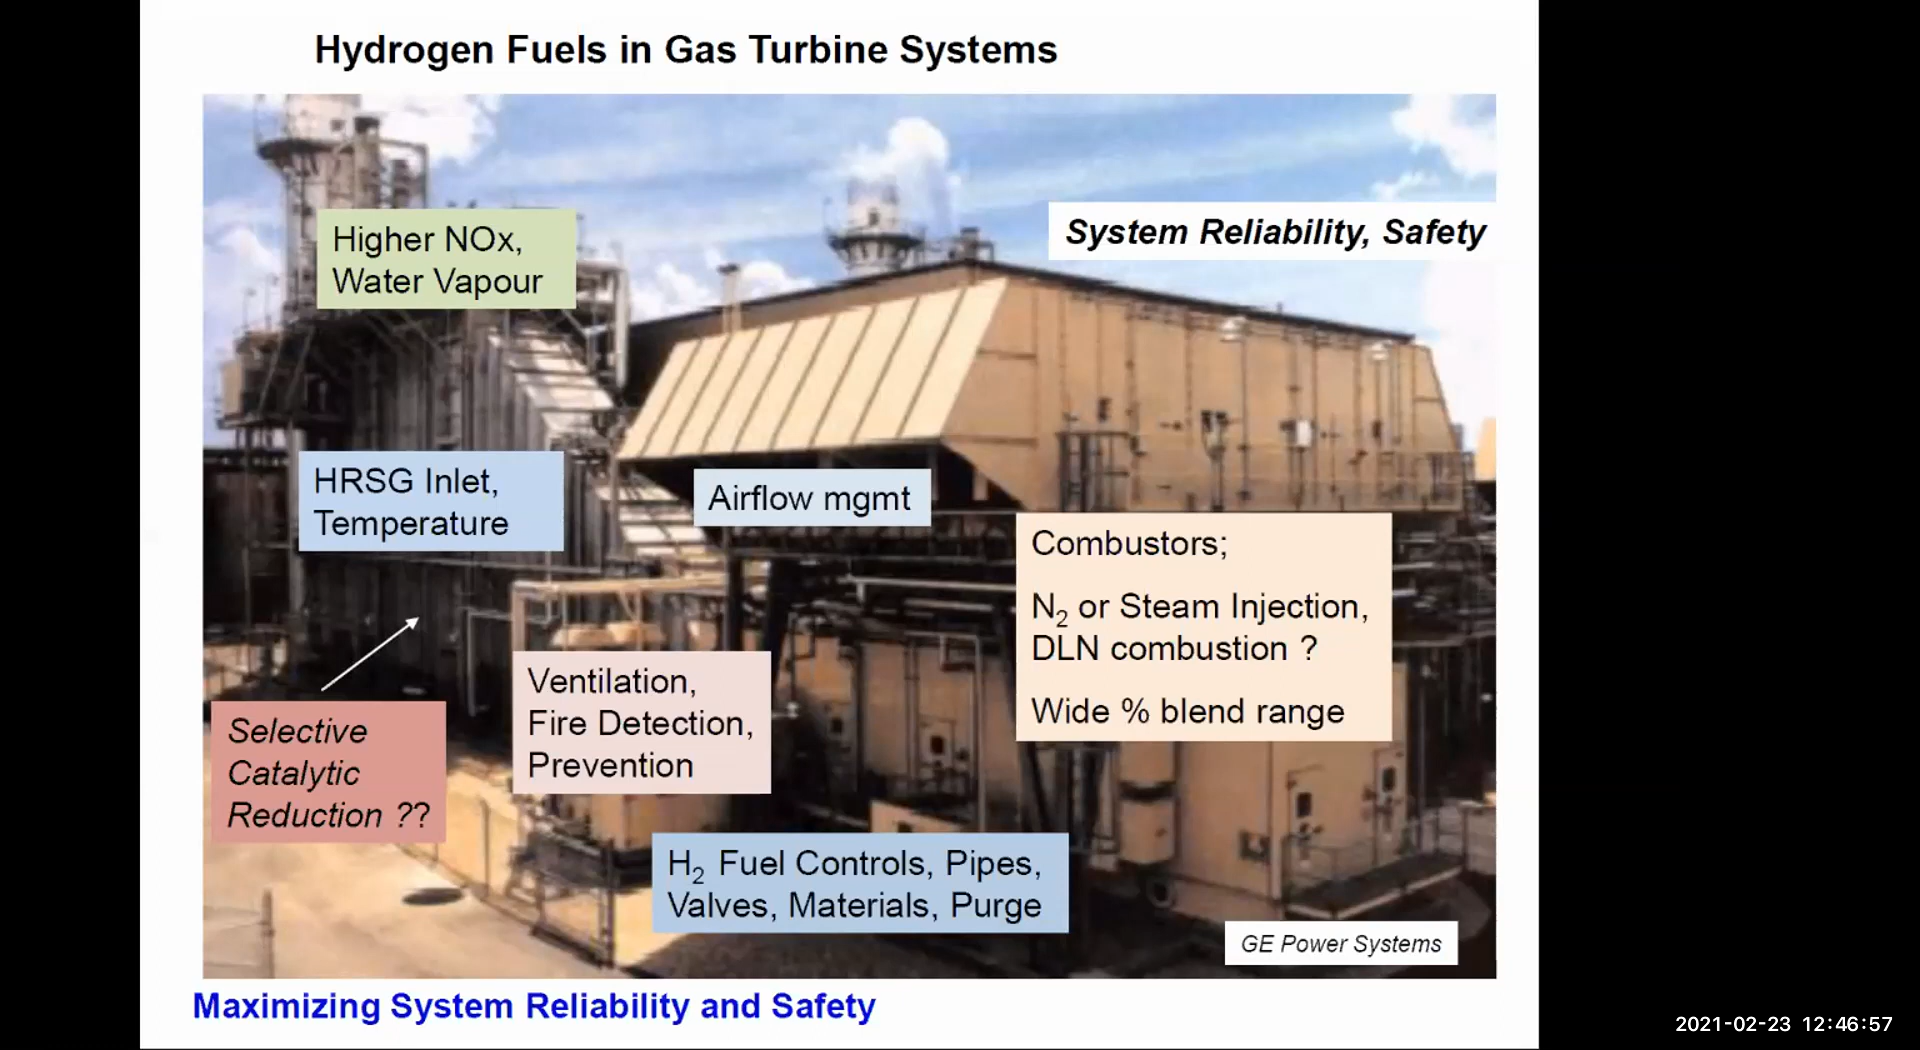 Hydrogen Fuels in Gas Turbine Systems
Higher NOx,
Water Vapour
System Reliability, Safety
HRSG Inlet,
Temperature
Airflow mgmt
Combustors;
N₂ or Steam Injection,
DLN combustion ?
Wide % blend range
Ventilation,
Fire Detection,
Prevention
Selective
Catalytic
Reduction ??
H₂ Fuel Controls, Pipes,
Valves, Materials, Purge
GE Power Systems
Maximizing System Reliability and Safety
2021-02-23 12:46:57